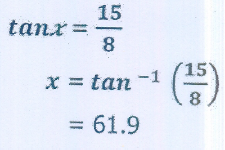 tanx = 15/8
x = tan⁻¹ (15/8)
= 61.9